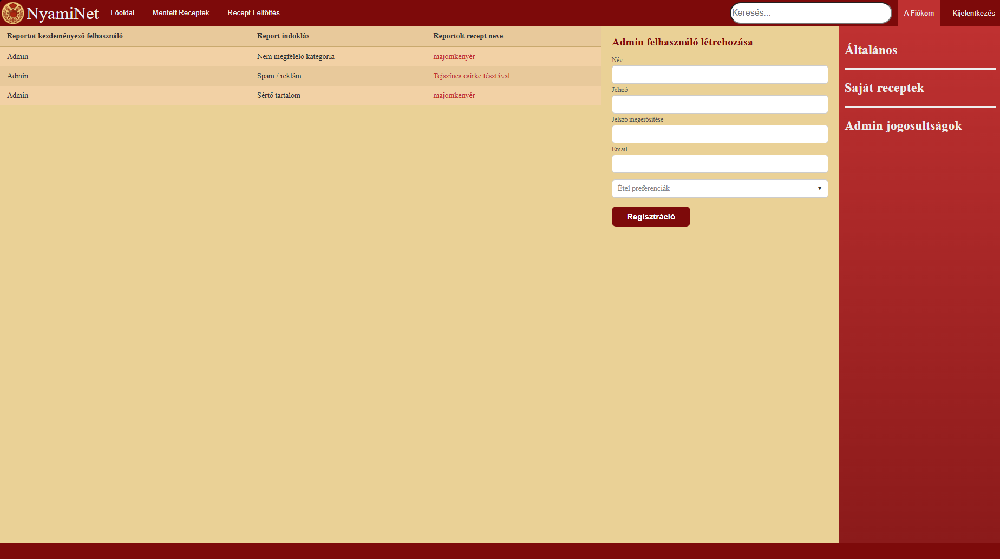 NyamiNet Főoldal Mentett Receptek Recept Feltöltés Keresés... A Fiókom Kijelentkezés
Reportot kezdeményező felhasználó Report indoklás Reportolt recept neve
Admin Nem megfelelő kategória majomkenyér
Admin Spam / reklám Tejszínes csirke tésztával
Admin Sértő tartalom majomkenyér
Admin felhasználó létrehozása
Név
Jelszó
Jelszó megerősítése
Email
Étel preferenciák ▼
Regisztráció
Általános
Saját receptek
Admin jogosultságok